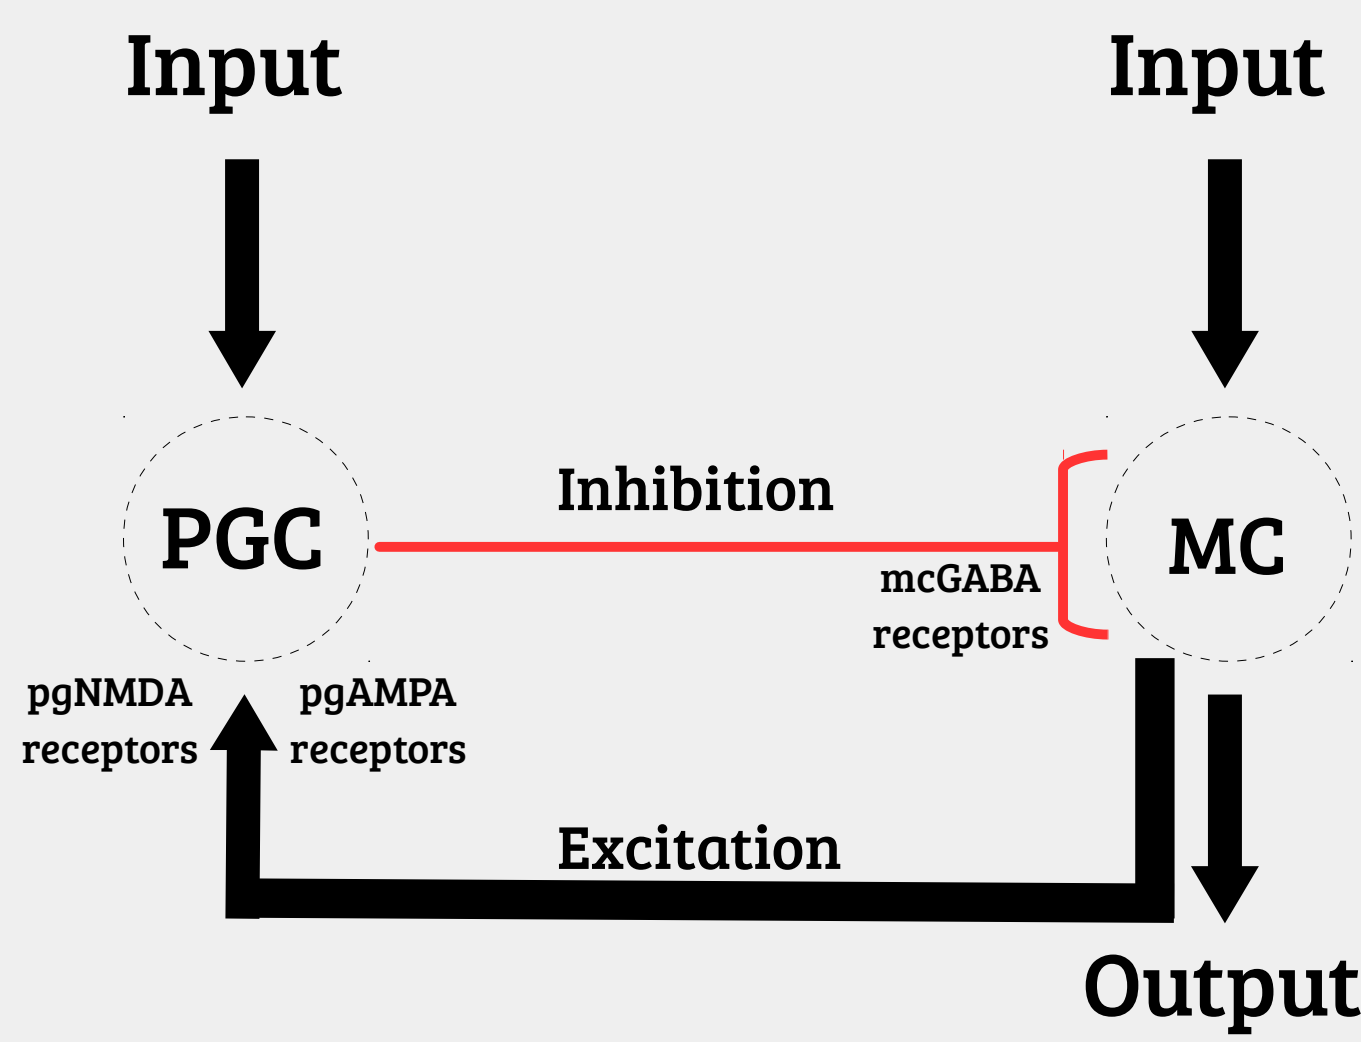 Input
Input
PGC
Inhibition
MC
mcGABA
receptors
pgNMDA
receptors
pgAMPA
receptors
Excitation
Output